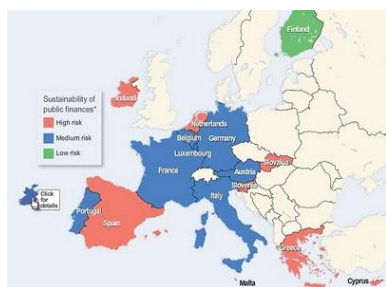 Finland
Sustainability of
public finances*
High risk
Medium risk
Low risk
Ireland
Netherlands
Belgium
Germany
Luxembourg
Slovakia
France
Austria
Slovenia
Click
for
details
Italy
Portugal
Spain
Greece
Malta
Cyprus